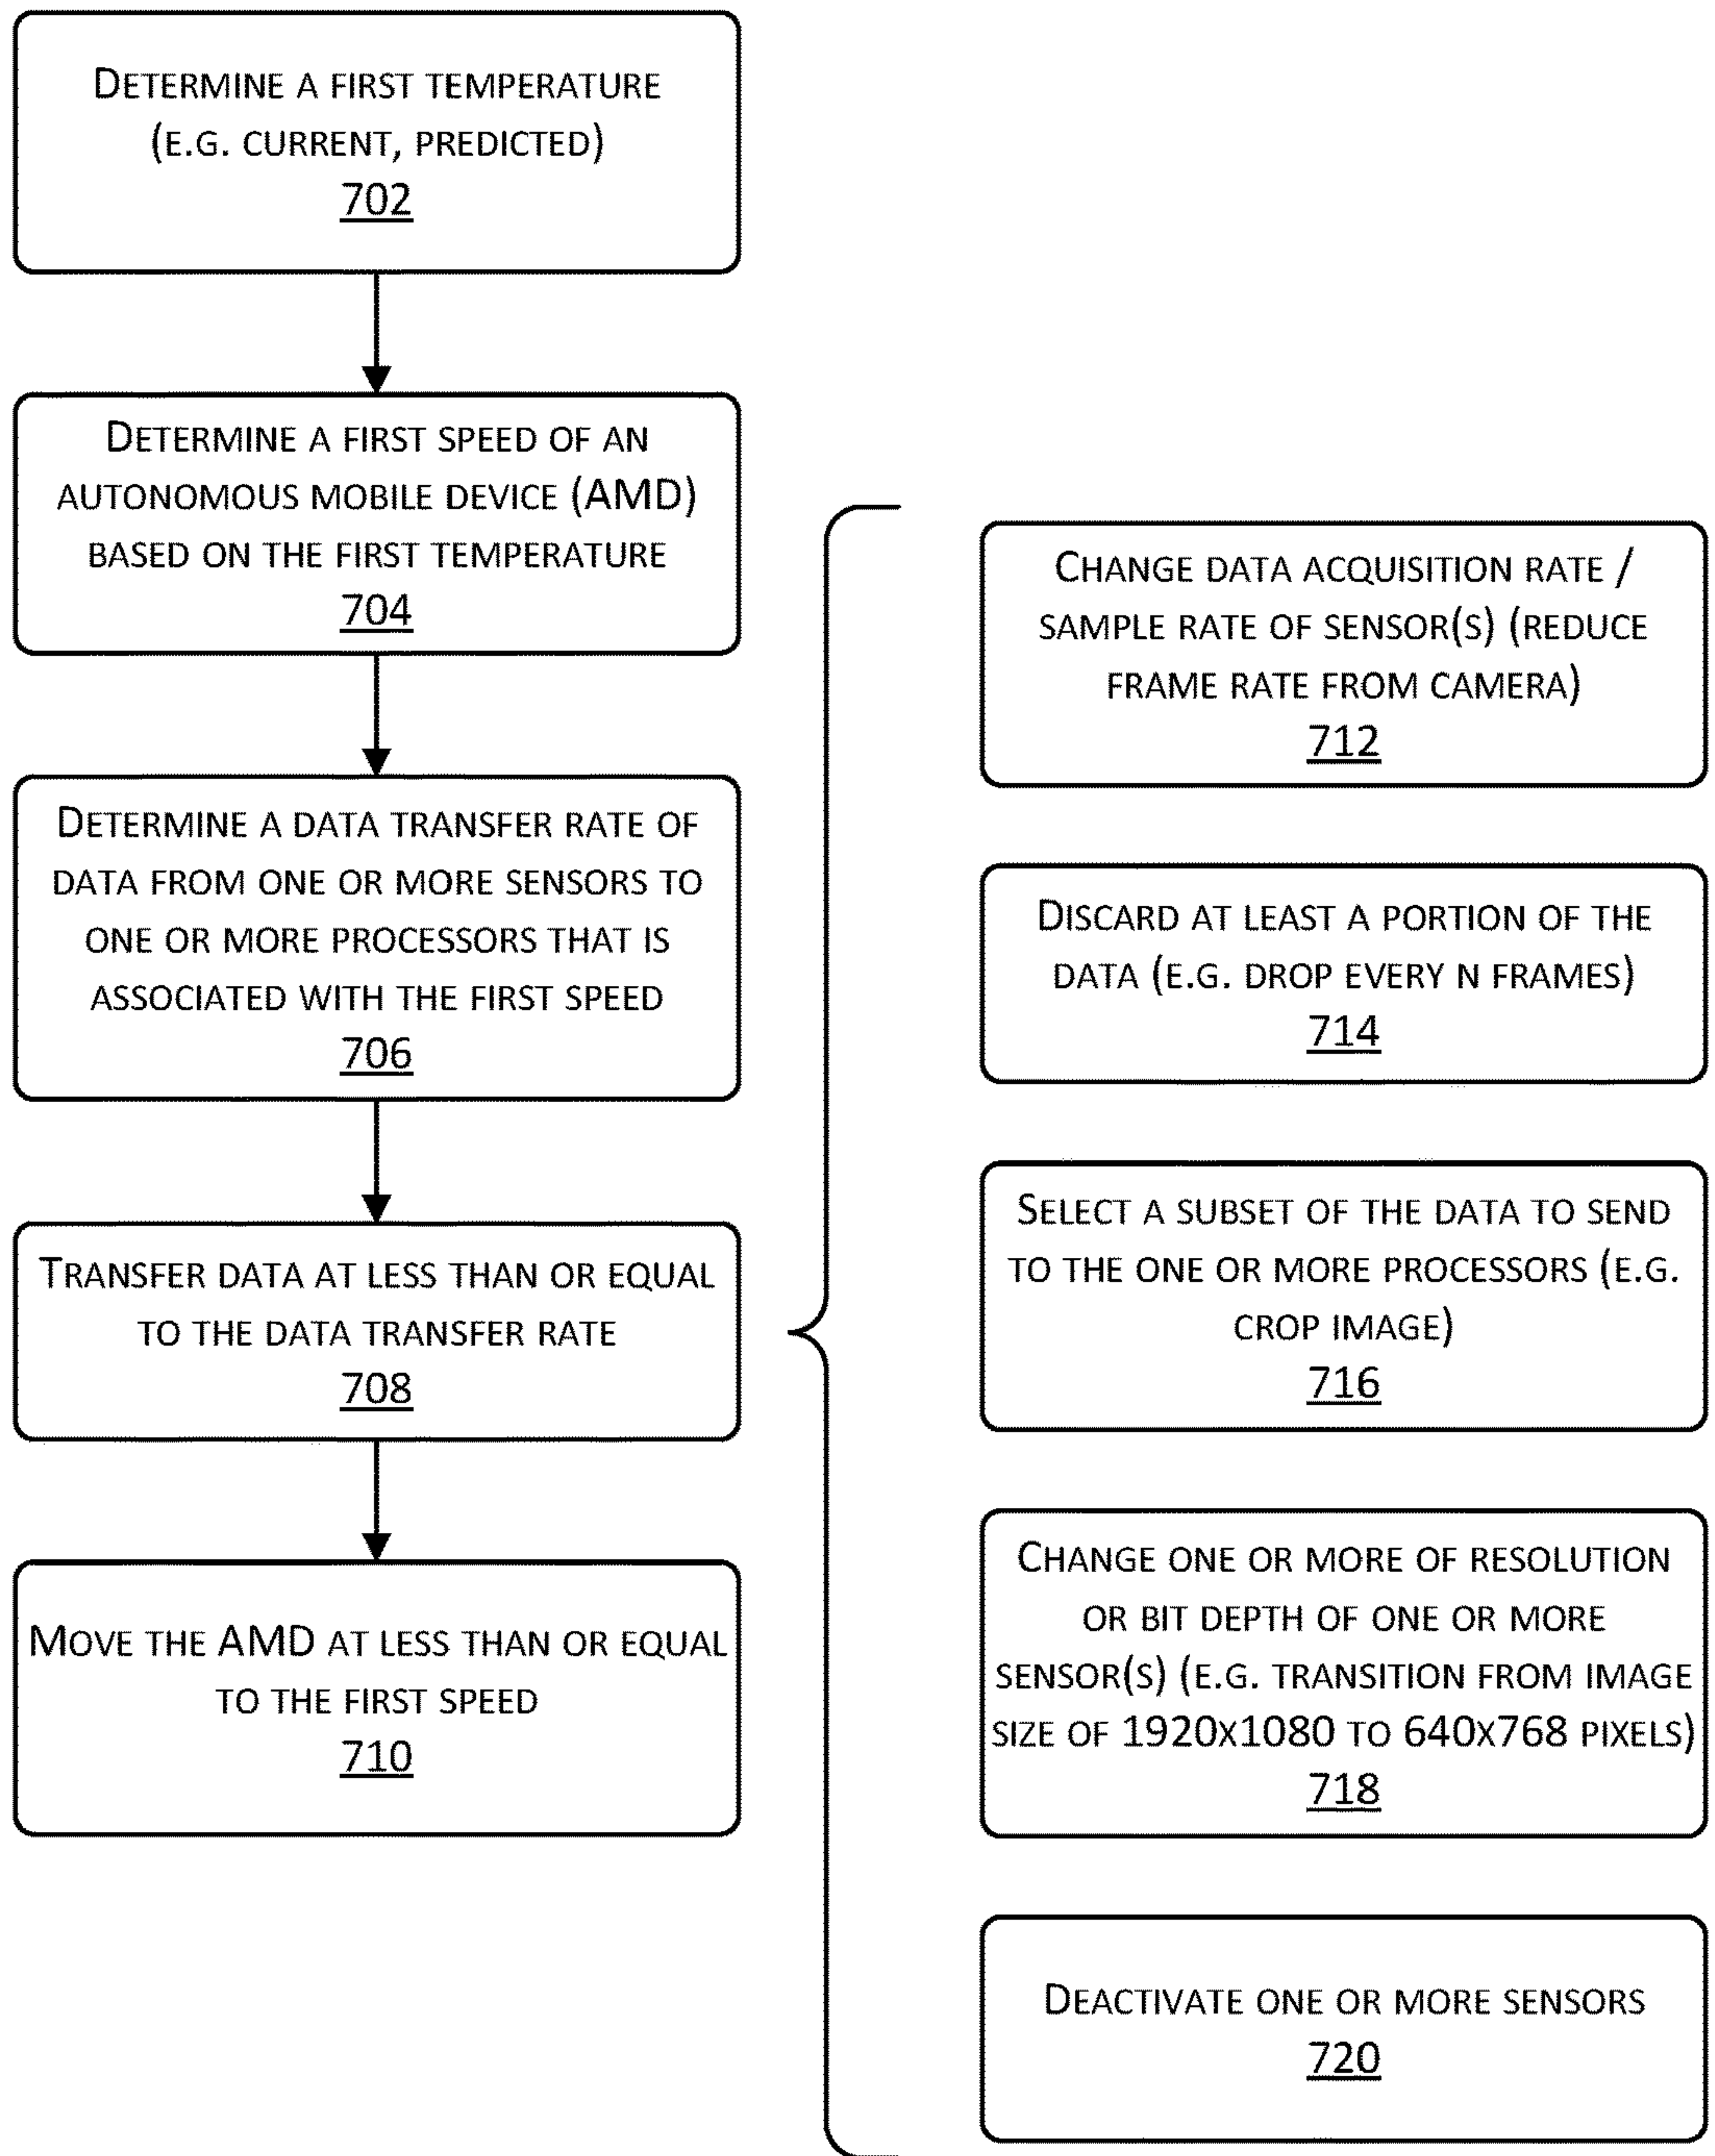 DETERMINE A FIRST TEMPERATURE
(E.G. CURRENT, PREDICTED)
702
DETERMINE A FIRST SPEED OF AN
AUTONOMOUS MOBILE DEVICE (AMD)
BASED ON THE FIRST TEMPERATURE
704
DETERMINE A DATA TRANSFER RATE OF
DATA FROM ONE OR MORE SENSORS TO
ONE OR MORE PROCESSORS THAT IS
ASSOCIATED WITH THE FIRST SPEED
706
TRANSFER DATA AT LESS THAN OR EQUAL
TO THE DATA TRANSFER RATE
708
MOVE THE AMD AT LESS THAN OR EQUAL
TO THE FIRST SPEED
710
CHANGE DATA ACQUISITION RATE /
SAMPLE RATE OF SENSOR(S) (REDUCE
FRAME RATE FROM CAMERA)
712
DISCARD AT LEAST A PORTION OF THE
DATA (E.G. DROP EVERY N FRAMES)
714
SELECT A SUBSET OF THE DATA TO SEND
TO THE ONE OR MORE PROCESSORS (E.G.
CROP IMAGE)
716
CHANGE ONE OR MORE OF RESOLUTION
OR BIT DEPTH OF ONE OR MORE
SENSOR(S) (E.G. TRANSITION FROM IMAGE
SIZE OF 1920X1080 TO 640X768 PIXELS)
718
DEACTIVATE ONE OR MORE SENSORS
720